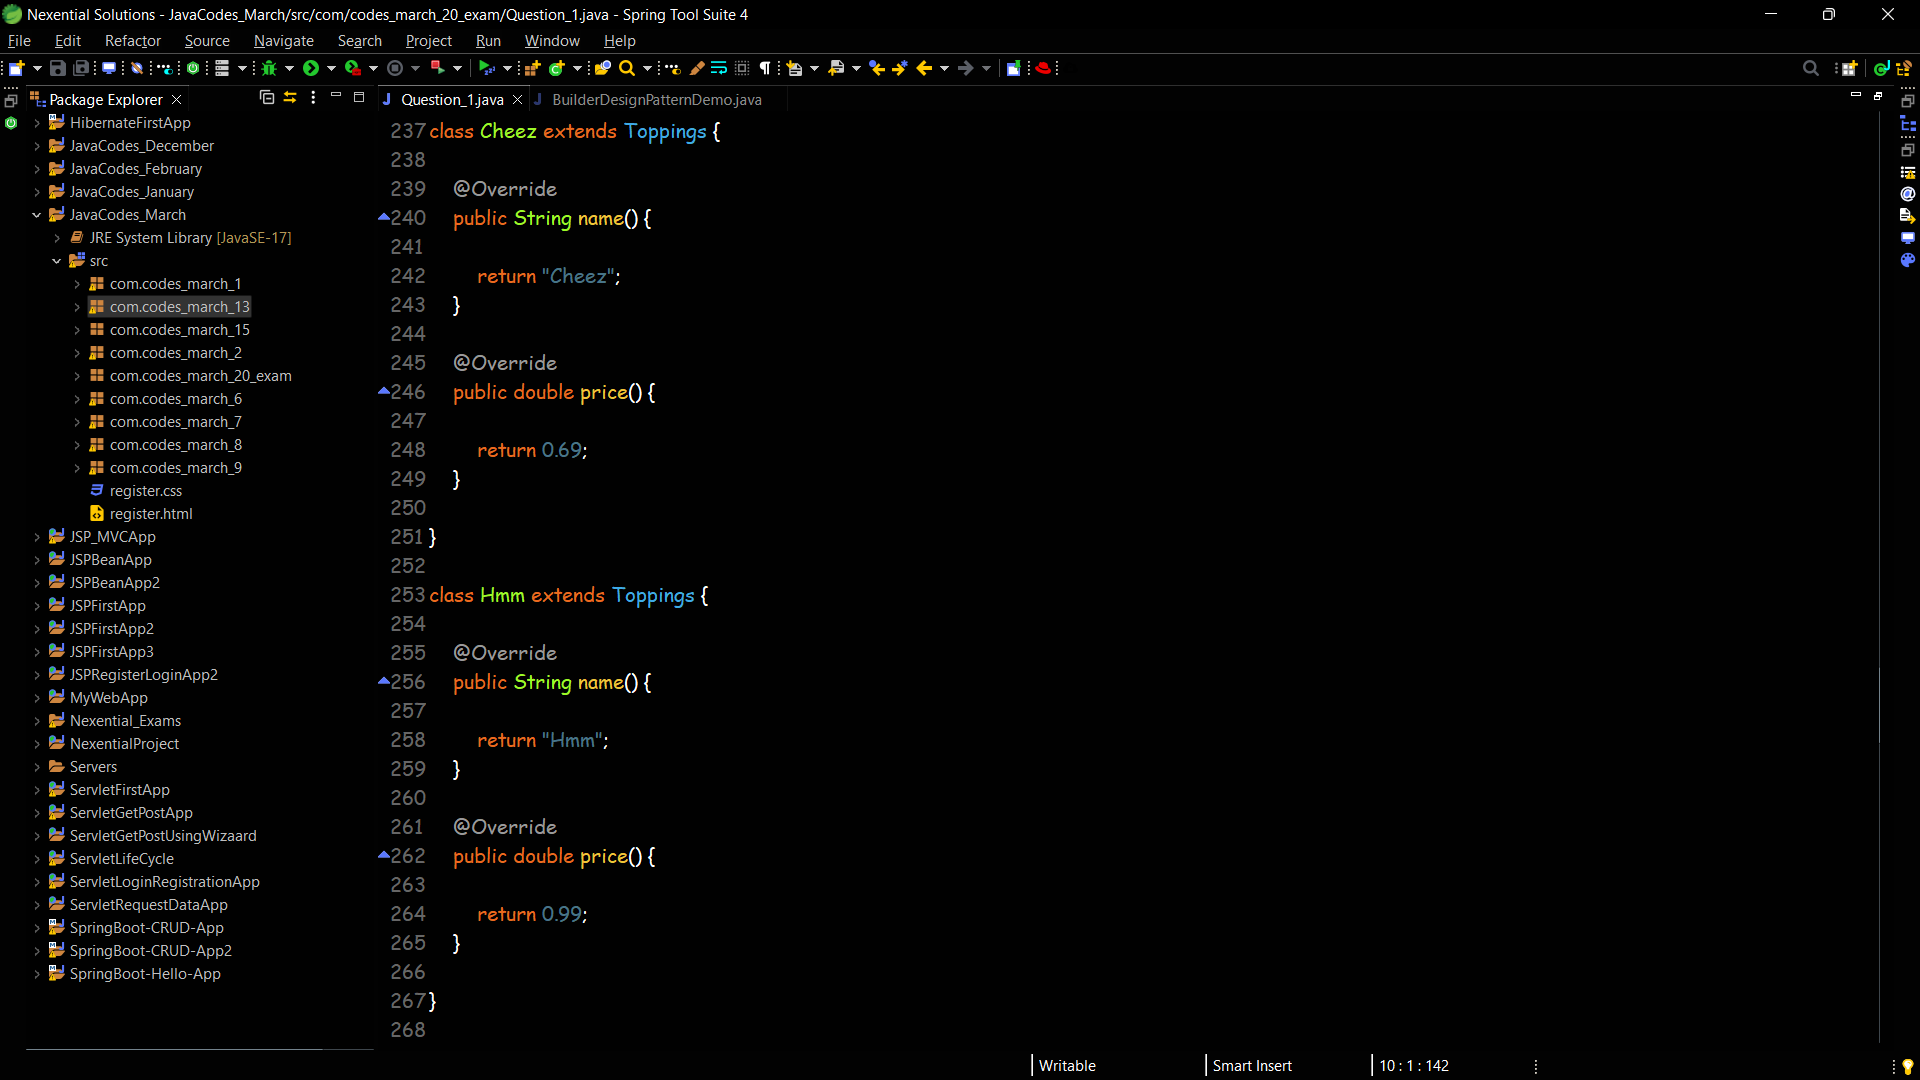 Nexential Solutions - JavaCodes_March/src/com/codes_march_20_exam/Question_1.java - Spring Tool Suite 4
File Edit Refactor Source Navigate Search Project Run Window Help
Package Explorer
HibernateFirstApp
JavaCodes_December
JavaCodes_February
JavaCodes_January
JavaCodes_March
JRE System Library [JavaSE-17]
src
com.codes_march_1
com.codes_march_13
com.codes_march_15
com.codes_march_2
com.codes_march_20_exam
com.codes_march_6
com.codes_march_7
com.codes_march_8
com.codes_march_9
register.css
register.html
JSP_MVCApp
JSPBeanApp
JSPBeanApp2
JSPFirstApp
JSPFirstApp2
JSPFirstApp3
JSPRegisterLoginApp2
MyWebApp
Nexential_Exams
NexentialProject
Servers
ServletFirstApp
ServletGetPostApp
ServletGetPostUsingWizaard
ServletLifeCycle
ServletLoginRegistrationApp
ServletRequestDataApp
SpringBoot-CRUD-App
SpringBoot-CRUD-App2
SpringBoot-Hello-App
Question_1.java BuilderDesignPatternDemo.java
237 class Cheez extends Toppings {
238
239 @Override
240 public String name() {
241
242 return "Cheez";
243 }
244
245 @Override
246 public double price() {
247
248 return 0.69;
249 }
250
251 }
252
253 class Hmm extends Toppings {
254
255 @Override
256 public String name() {
257
258 return "Hmm";
259 }
260
261 @Override
262 public double price() {
263
264 return 0.99;
265 }
266
267 }
268
Writable Smart Insert 10 : 1 : 142